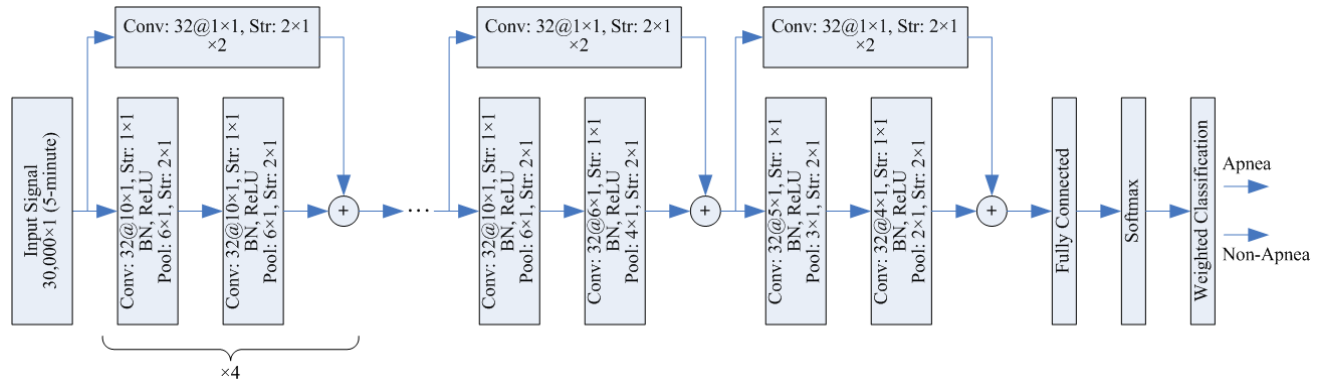 Conv: 32@1×1, Str: 2×1
×2
Conv: 32@1×1, Str: 2×1
×2
Conv: 32@1×1, Str: 2×1
×2
Input Signal
30,000×1 (5-minute)
Conv: 32@10×1, Str: 1×1
BN, ReLU
Pool: 6×1, Str: 2×1
Conv: 32@10×1, Str: 1×1
BN, ReLU
Pool: 6×1, Str: 2×1
+
...
Conv: 32@10×1, Str: 1×1
BN, ReLU
Pool: 6×1, Str: 2×1
Conv: 32@6×1, Str: 1×1
BN, ReLU
Pool: 4×1, Str: 2×1
+
Conv: 32@5×1, Str: 1×1
BN, ReLU
Pool: 3×1, Str: 2×1
Conv: 32@4×1, Str: 1×1
BN, ReLU
Pool: 2×1, Str: 2×1
+
Fully Connected
Softmax
Weighted Classification
Apnea
Non-Apnea
×4